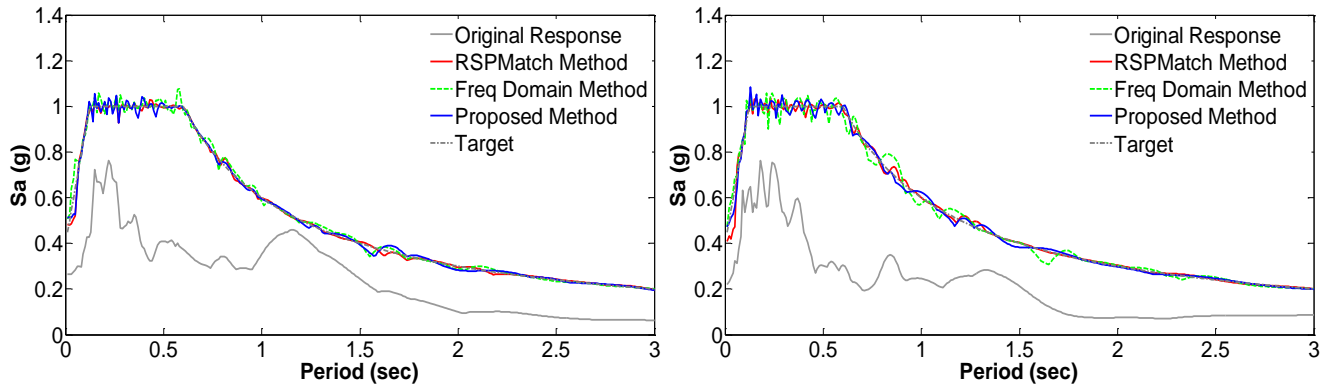 1.4
1.2
1
0.8
0.6
0.4
0.2
0
Sa (g)
0 0.5 1 1.5 2 2.5 3
Period (sec)
Original Response
RSPMatch Method
Freq Domain Method
Proposed Method
Target
1.4
1.2
1
0.8
0.6
0.4
0.2
0
Sa (g)
0 0.5 1 1.5 2 2.5 3
Period (sec)
Original Response
RSPMatch Method
Freq Domain Method
Proposed Method
Target